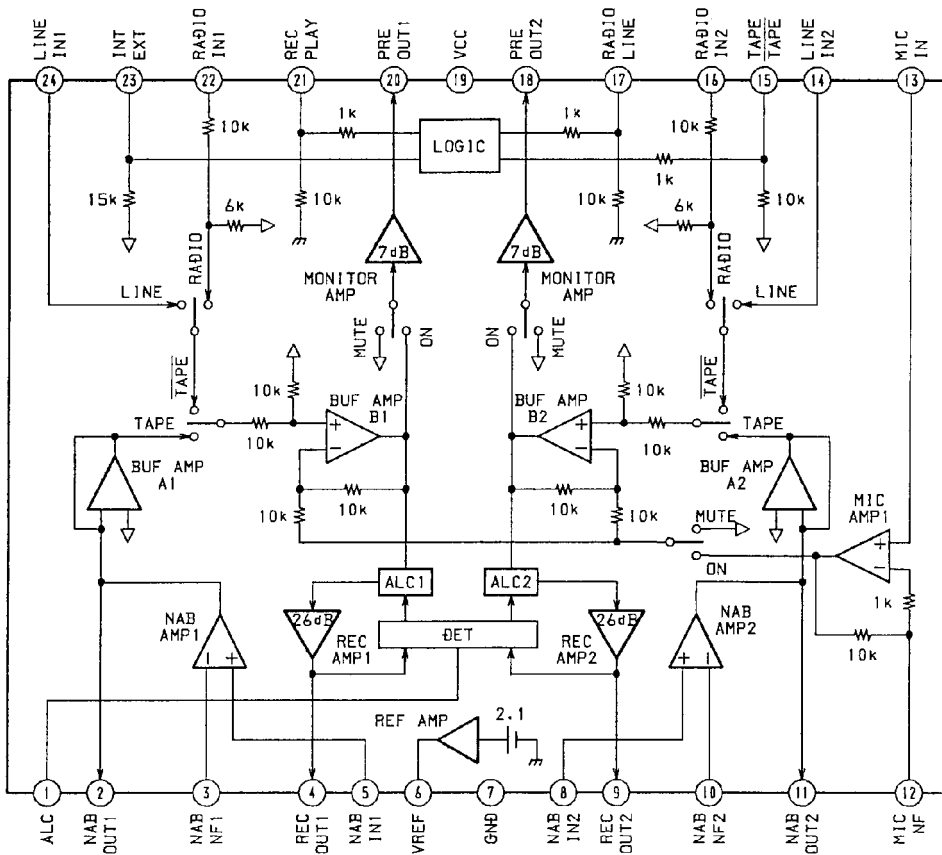 LINE IN1
INT EXT
RADIO IN1
REC PLAY
PRE OUT1
VCC
PRE OUT2
RADIO LINE
RADIO IN2
TAPE TAPE
LINE IN2
MIC IN
24
23
22
21
20
19
18
17
16
15
14
13
10k
1k
1k
10k
LOGIC
1k
15k
10k
10k
10k
6k
6k
7dB
7dB
RADIO
MONITOR AMP
MONITOR AMP
RADIO
LINE
LINE
MUTE
ON
ON
MUTE
TAPE
TAPE
10k
10k
BUF AMP B1
BUF AMP B2
TAPE
TAPE
10k
10k
+
−
+
−
BUF AMP A1
BUF AMP A2
10k
10k
10k
10k
MUTE
MIC AMP1
+
−
ON
ALC1
ALC2
1k
26dB
26dB
NAB AMP1
REC AMP1
DET
REC AMP2
NAB AMP2
10k
−
+
+
−
REF AMP
2.1
1
2
3
4
5
6
7
8
9
10
11
12
ALC
NAB OUT1
NAB NF1
REC OUT1
NAB IN1
VREF
GND
NAB IN2
REC OUT2
NAB NF2
NAB OUT2
MIC NF